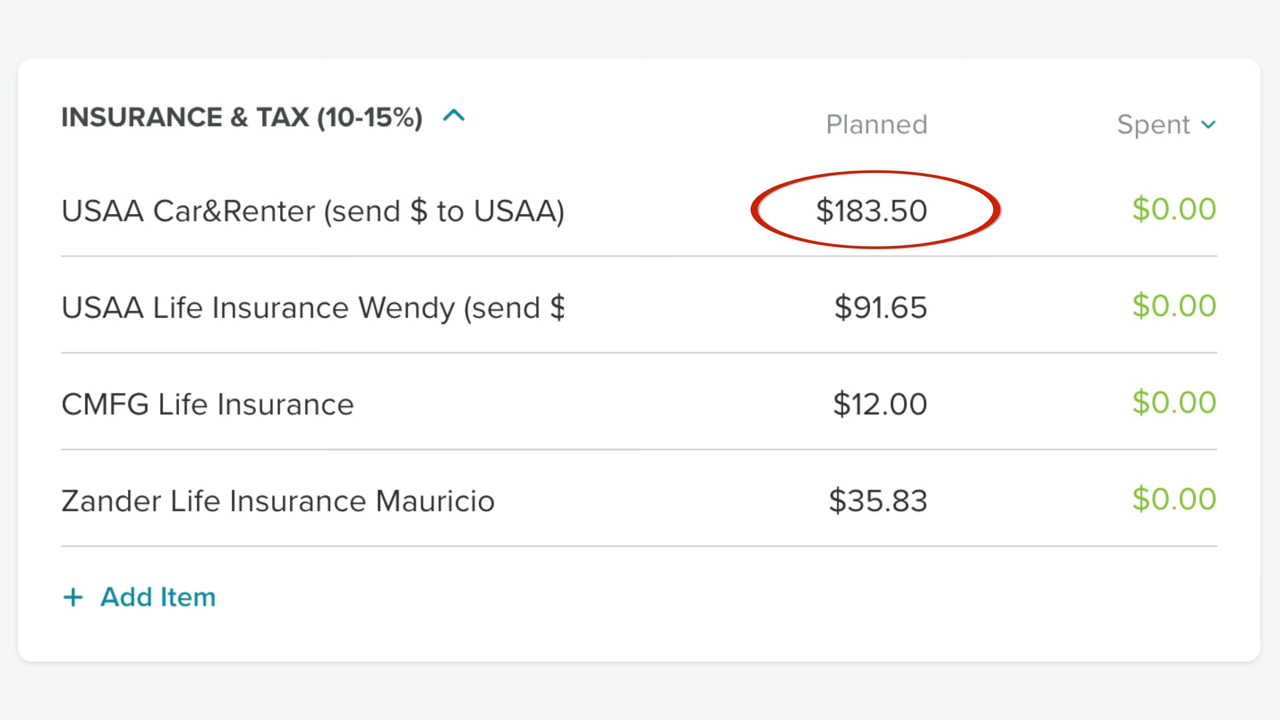 INSURANCE & TAX (10-15%) Planned Spent
USAA Car&Renter (send $ to USAA) $183.50 $0.00
USAA Life Insurance Wendy (send $ $91.65 $0.00
CMFG Life Insurance $12.00 $0.00
Zander Life Insurance Mauricio $35.83 $0.00
+ Add Item